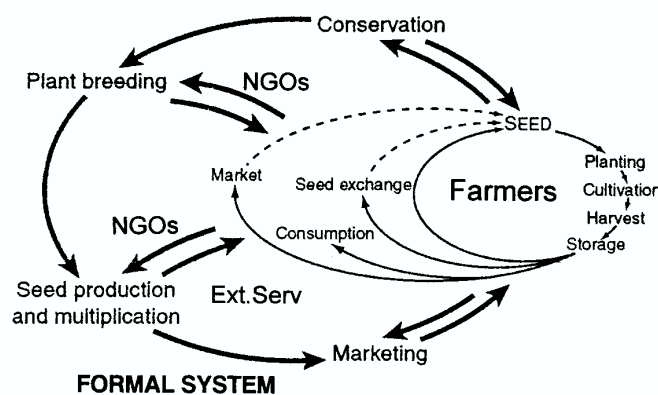 Conservation
Plant breeding
NGOs
SEED
Planting
Cultivation
Harvest
Storage
Market
Seed exchange
Farmers
Consumption
NGOs
Seed production
and multiplication
Ext.Serv
Marketing
FORMAL SYSTEM